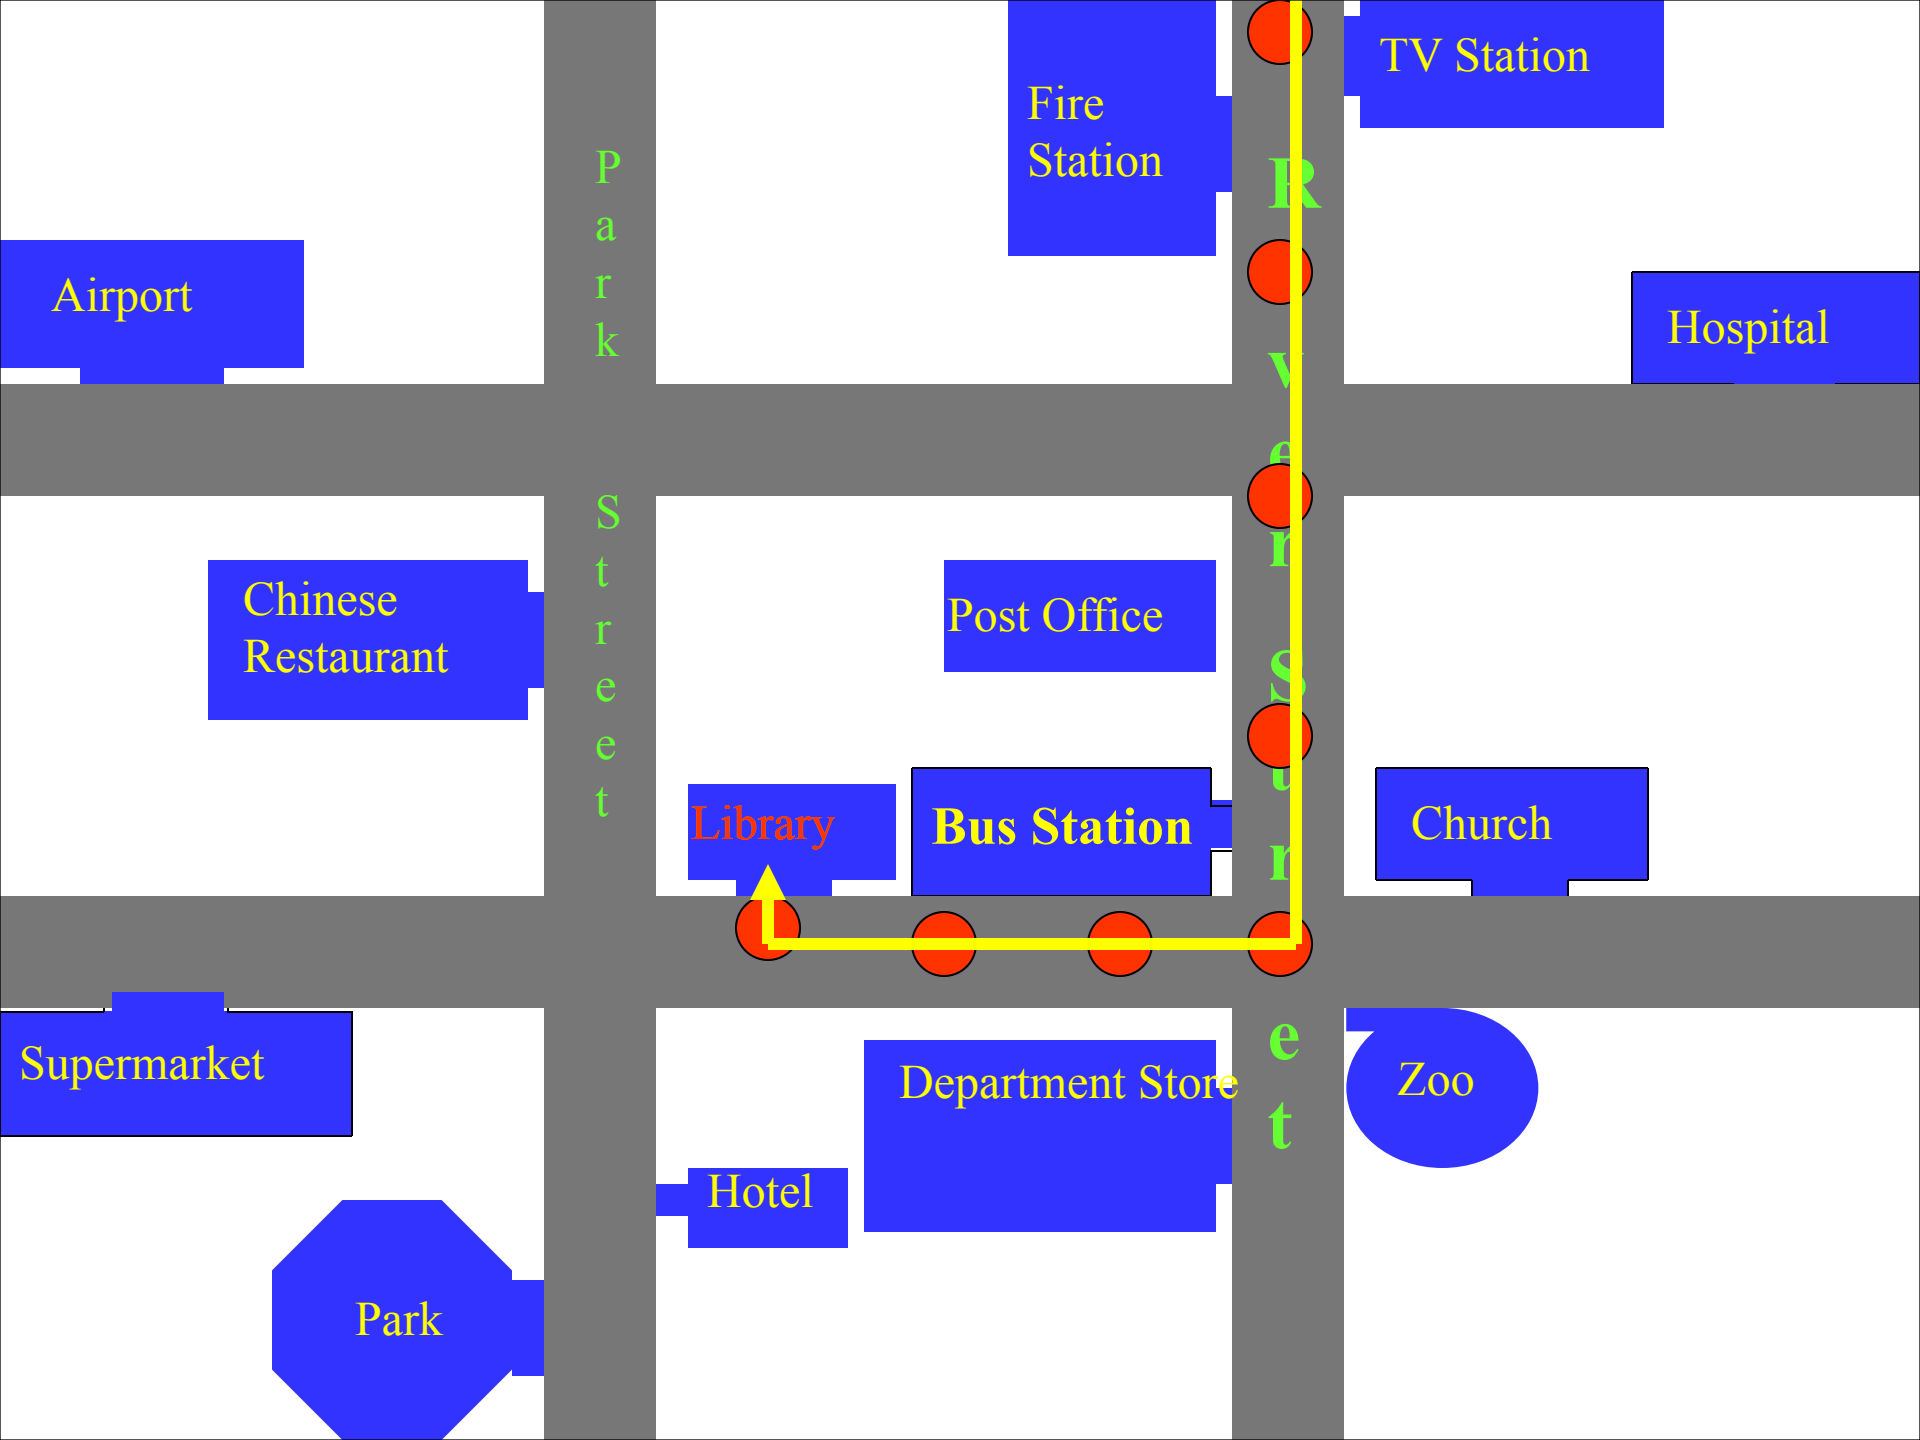 TV Station
Fire
Station
Airport
Hospital
Park Street
River Street
Chinese
Restaurant
Post Office
Library
Bus Station
Church
Supermarket
Department Store
Zoo
Hotel
Park